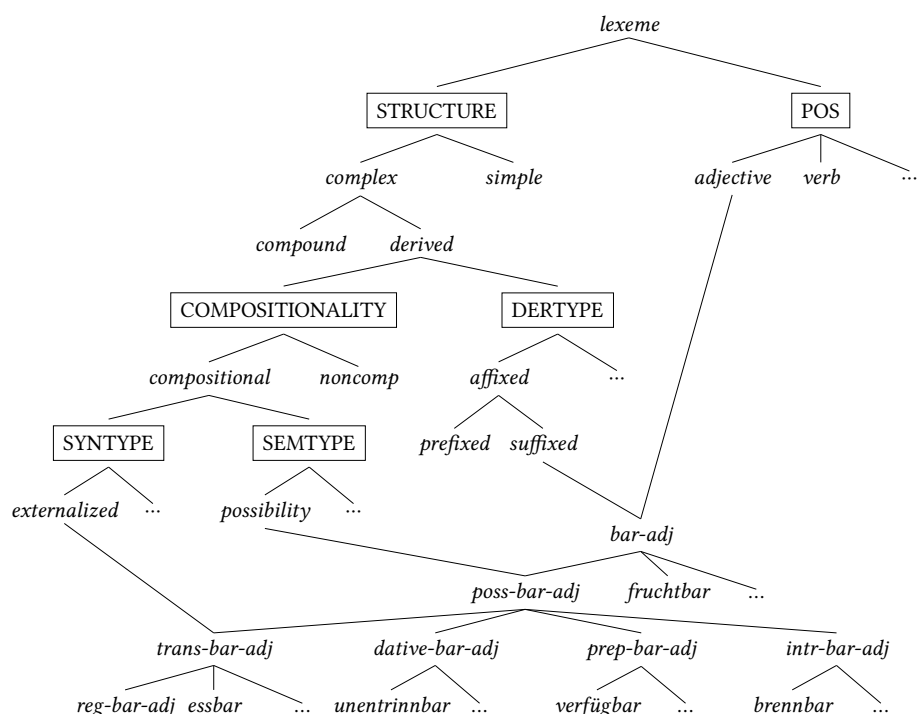 lexeme
STRUCTURE POS
complex simple adjective verb ...
compound derived
COMPOSITIONALITY DERTYPE
compositional noncomp affixed ...
SYNTYPE SEMTYPE prefixed suffixed
externalized ... possibility ...
bar-adj
poss-bar-adj fruchtbar ...
trans-bar-adj dative-bar-adj prep-bar-adj intr-bar-adj
reg-bar-adj essbar ... unentrinnbar ... verfügbar ... brennbar ...